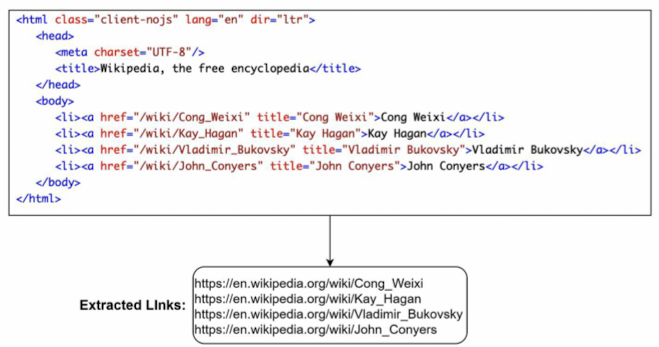 <html class="client-nojs" lang="en" dir="ltr">
<head>
<meta charset="UTF-8"/>
<title>Wikipedia, the free encyclopedia</title>
</head>
<body>
<li><a href="/wiki/Cong_Weixi" title="Cong Weixi">Cong Weixi</a></li>
<li><a href="/wiki/Kay_Hagan" title="Kay Hagan">Kay Hagan</a></li>
<li><a href="/wiki/Vladimir_Bukovsky" title="Vladimir Bukovsky">Vladimir Bukovsky</a></li>
<li><a href="/wiki/John_Conyers" title="John Conyers">John Conyers</a></li>
</body>
</html>
Extracted LInks:
https://en.wikipedia.org/wiki/Cong_Weixi
https://en.wikipedia.org/wiki/Kay_Hagan
https://en.wikipedia.org/wiki/Vladimir_Bukovsky
https://en.wikipedia.org/wiki/John_Conyers